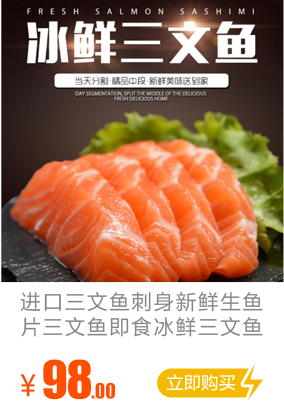 FRESH SALMON SASHIMI
冰鲜三文鱼
当天分割·精品中段·新鲜美味送到家
DAY SEGMENTATION, SPLIT THE MIDDLE OF THE DELICIOUS
FRESH DELICIOUS HOME
进口三文鱼刺身新鲜生鱼
片三文鱼即食冰鲜三文鱼
¥98.00
立即购买